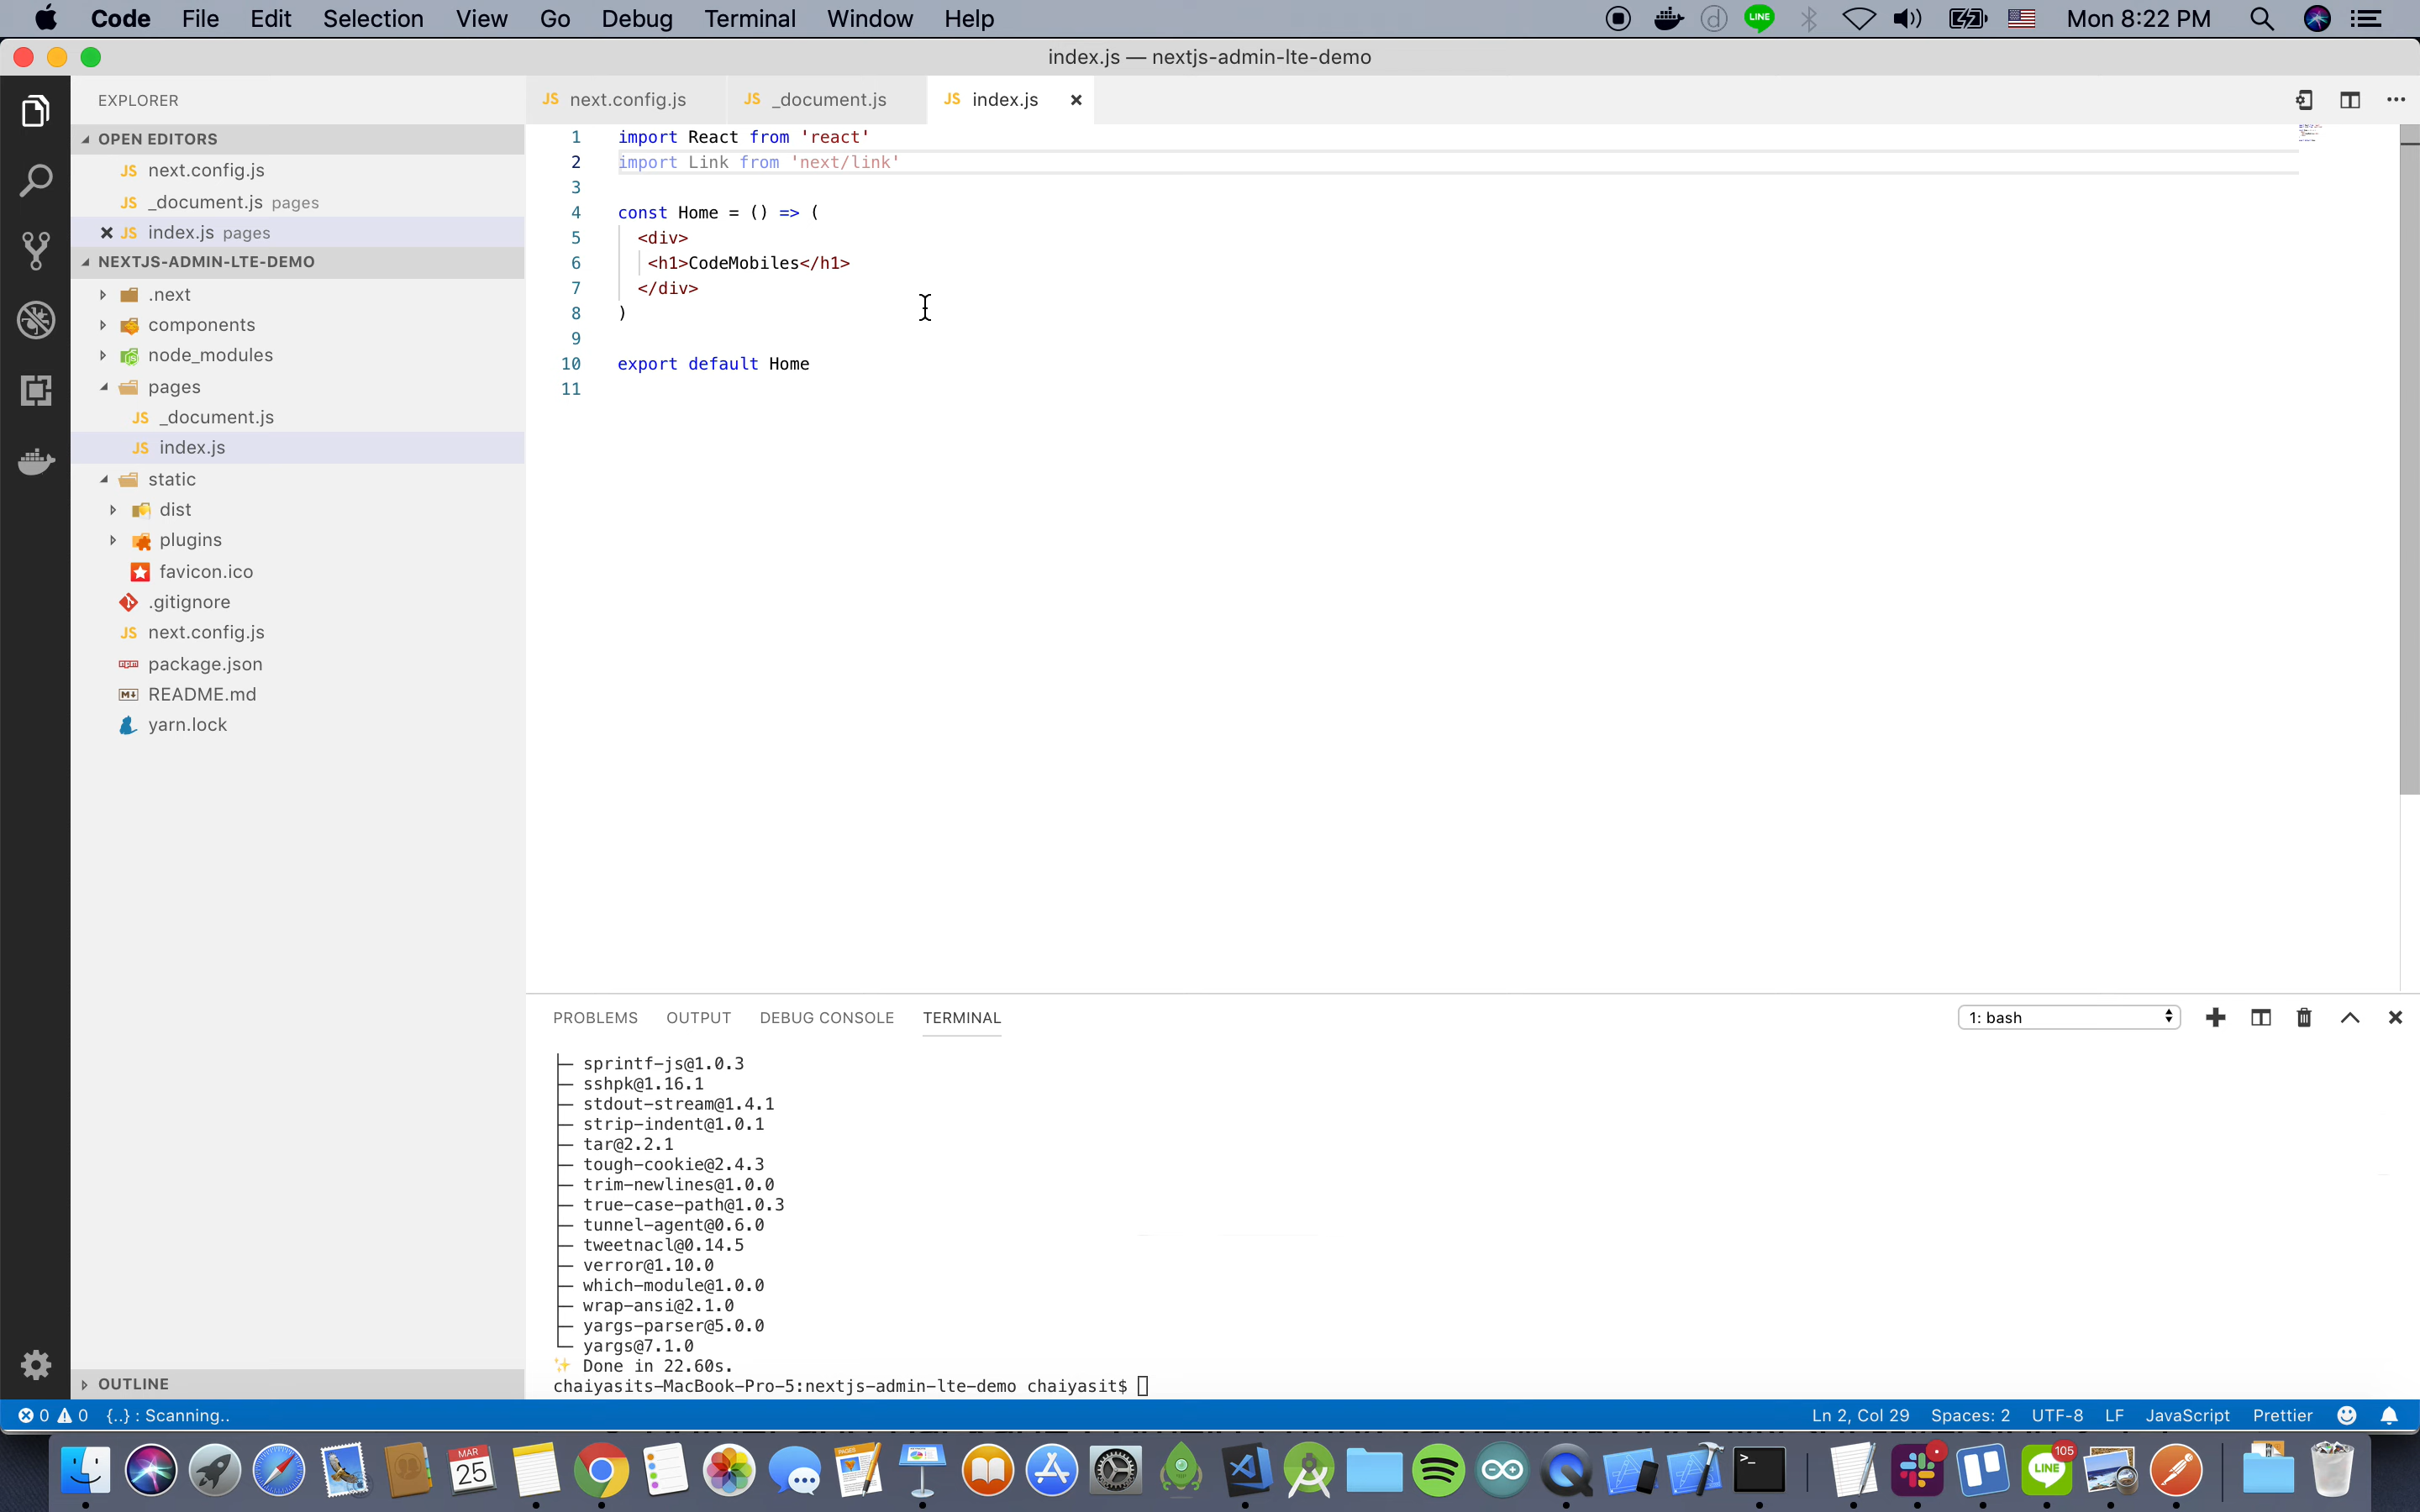 Code File Edit Selection View Go Debug Terminal Window Help
LINE
Mon 8:22 PM
index.js — nextjs-admin-lte-demo
EXPLORER
OPEN EDITORS
JS next.config.js
JS _document.js pages
JS index.js pages
NEXTJS-ADMIN-LTE-DEMO
.next
components
node_modules
pages
JS _document.js
JS index.js
static
dist
plugins
favicon.ico
.gitignore
JS next.config.js
package.json
README.md
yarn.lock
OUTLINE
JS next.config.js JS _document.js JS index.js
1 import React from 'react'
2 import Link from 'next/link'
3
4 const Home = () => (
5 <div>
6 <h1>CodeMobiles</h1>
7 </div>
8 )
9
10 export default Home
11
PROBLEMS OUTPUT DEBUG CONSOLE TERMINAL
1: bash
├─ sprintf-js@1.0.3
├─ sshpk@1.16.1
├─ stdout-stream@1.4.1
├─ strip-indent@1.0.1
├─ tar@2.2.1
├─ tough-cookie@2.4.3
├─ trim-newlines@1.0.0
├─ true-case-path@1.0.3
├─ tunnel-agent@0.6.0
├─ tweetnacl@0.14.5
├─ verror@1.10.0
├─ which-module@1.0.0
├─ wrap-ansi@2.1.0
├─ yargs-parser@5.0.0
└─ yargs@7.1.0
✨ Done in 22.60s.
chaiyasits-MacBook-Pro-5:nextjs-admin-lte-demo chaiyasit$
0 0 {..} : Scanning..
Ln 2, Col 29 Spaces: 2 UTF-8 LF JavaScript Prettier
MAR
25
PAGES
LINE
105